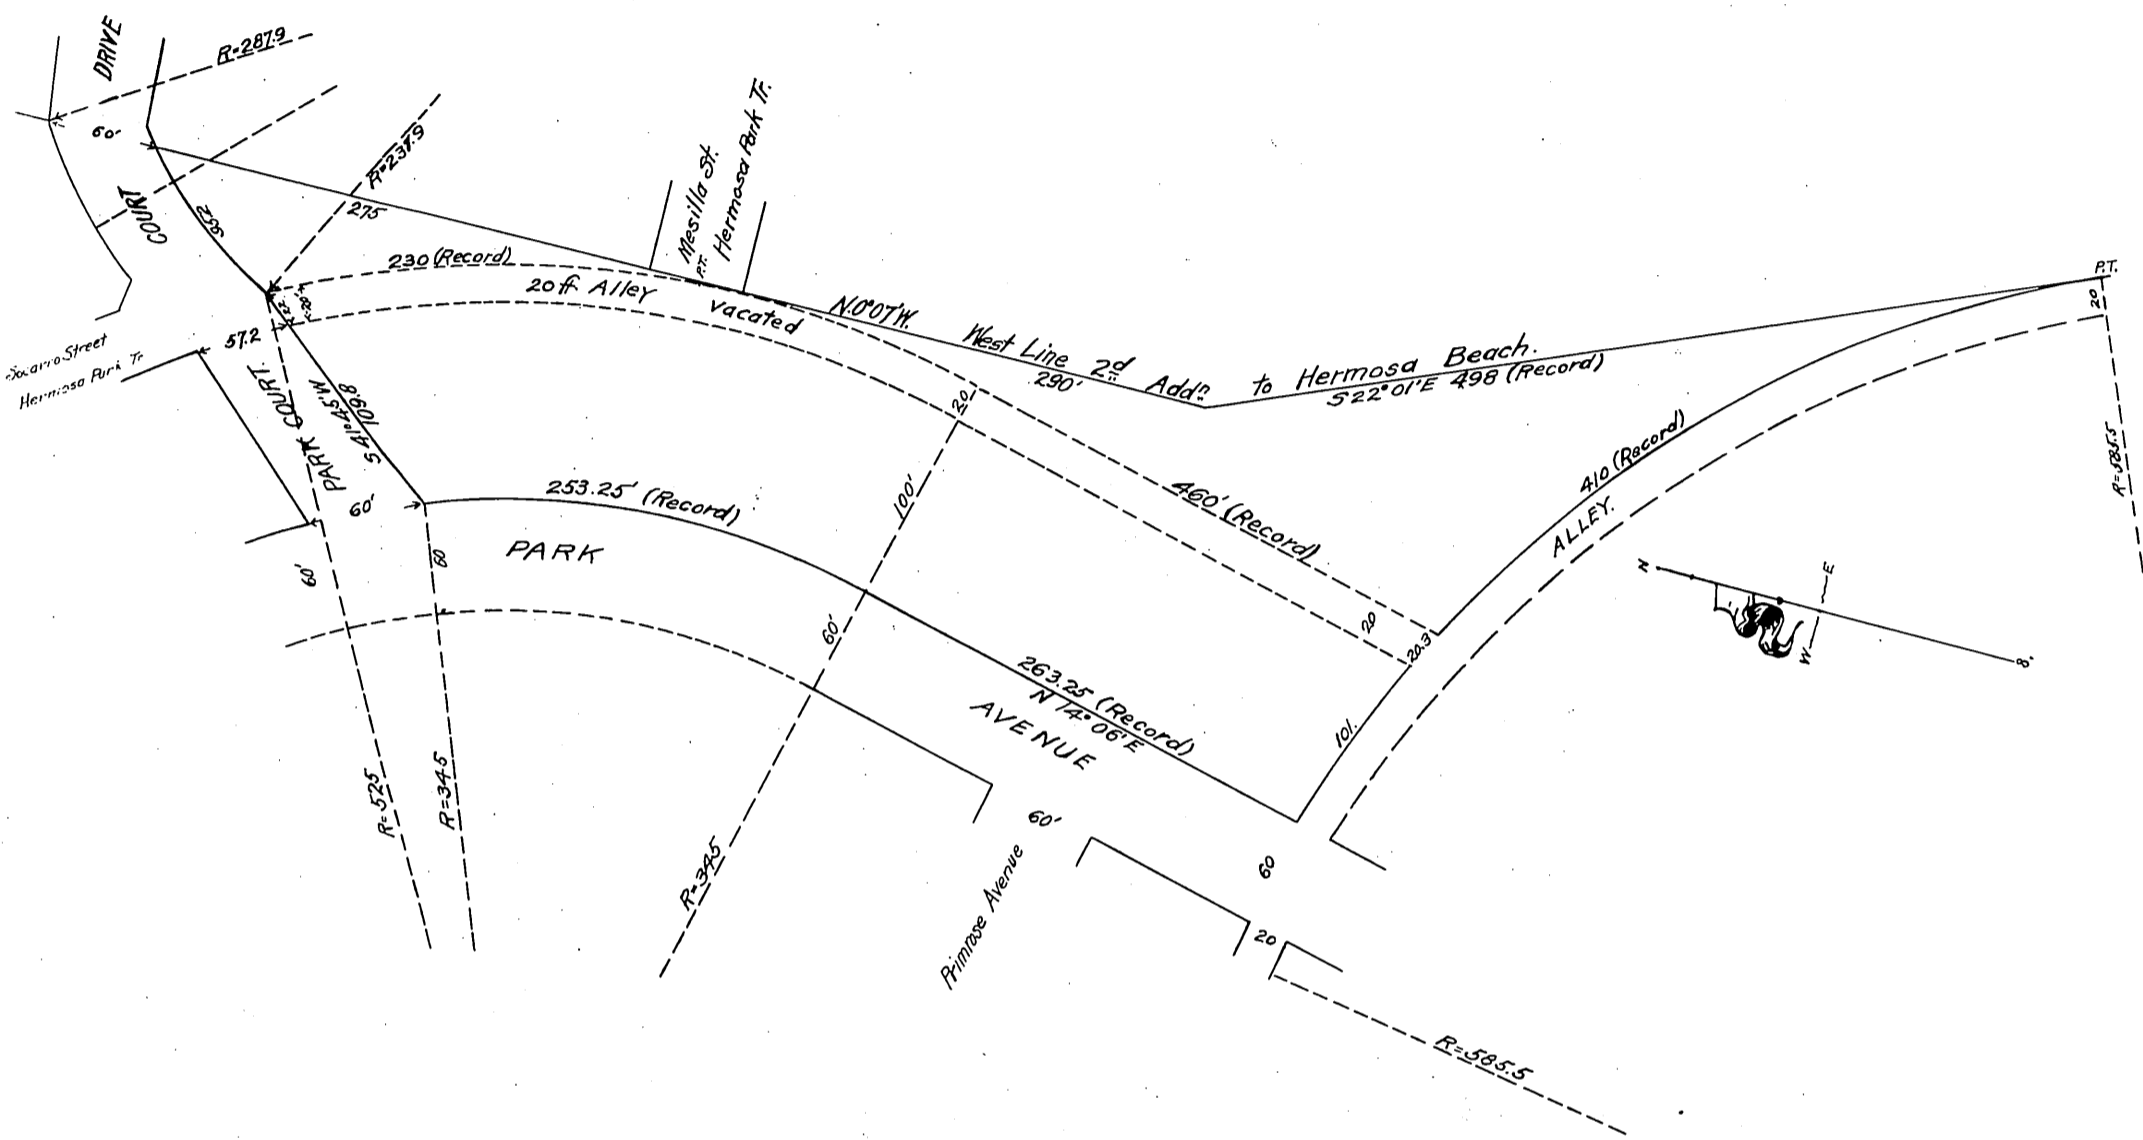 DRIVE
R=287.9
60-
COURT
95.2
R=237.9
275
Mesilla St.
Hermosa Park Tr.
P.T.
230 (Record)
20 ft Alley
vacated
N.0°07'W.
West Line 2d Addn to Hermosa Beach.
290'
S22°01'E 498 (Record)
P.T.
20
R=585.5
57.2
Socorro Street
Hermosa Park Tr
PARK COURT.
S 41°45'W
109.8
60'
60'
60
253.25' (Record)
PARK
20'
100'
60'
460' (Record)
410 (Record)
ALLEY.
20
20.3
101.
263.25 (Record)
N 74°06'E
AVENUE
N
E
W
S.
R=525
R=345
R=345
60'
Primrose Avenue
60
20
R=585.5